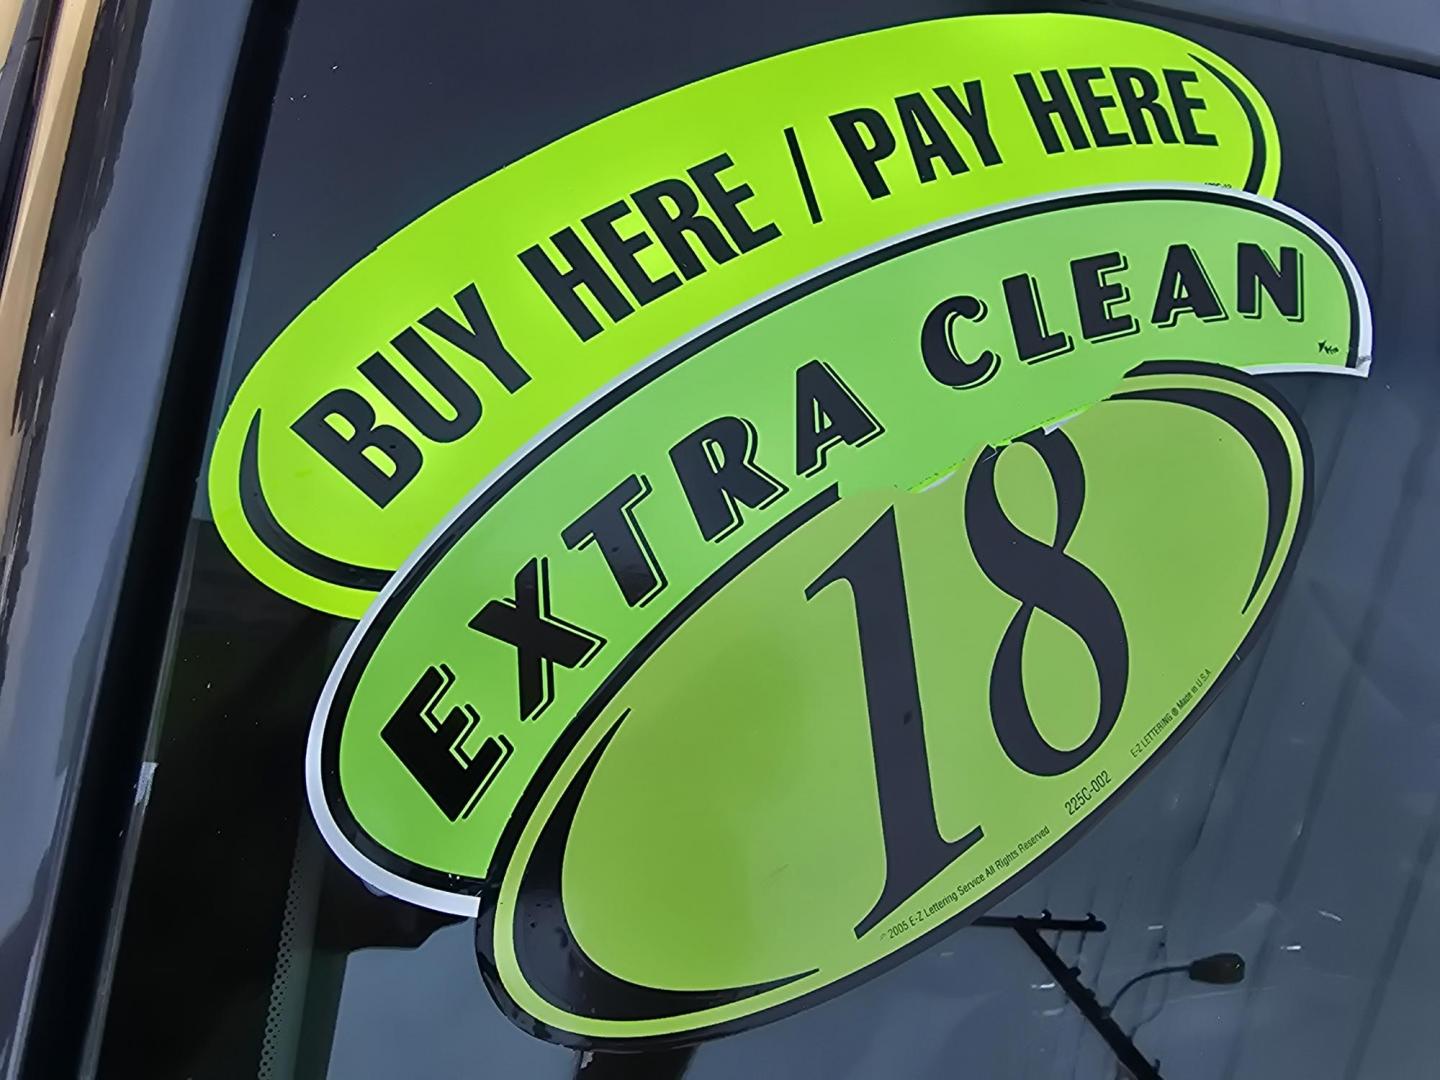 BUY HERE / PAY HERE
EXTRA CLEAN
18
© 2005 E-Z Lettering Service All Rights Reserved 225C-002 E-Z LETTERING ® Made in U.S.A